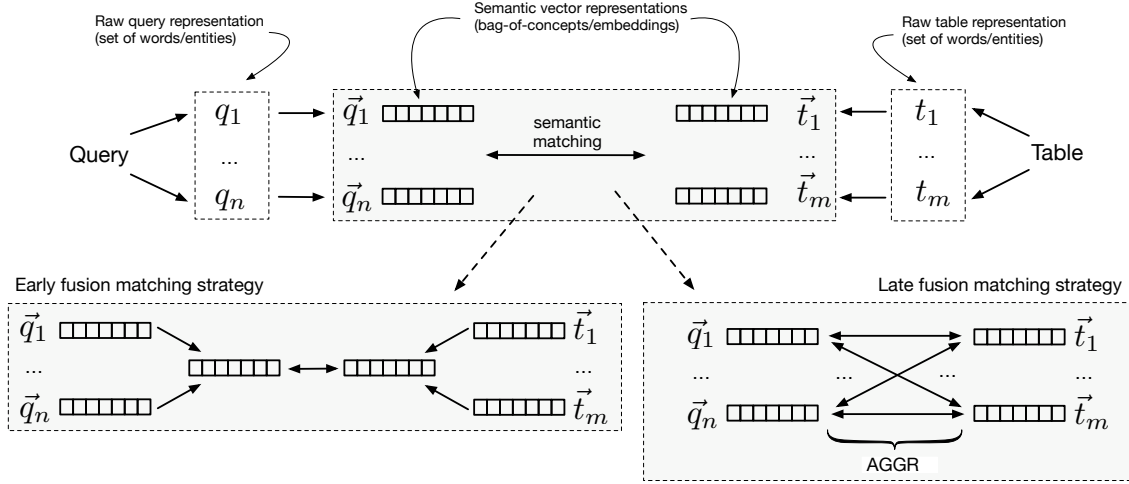 Raw query representation
(set of words/entities)
Semantic vector representations
(bag-of-concepts/embeddings)
Raw table representation
(set of words/entities)
Query
q₁
...
qₙ
q⃗₁
...
q⃗ₙ
semantic
matching
t⃗₁
...
t⃗ₘ
t₁
...
tₘ
Table
Early fusion matching strategy
q⃗₁
...
q⃗ₙ
t⃗₁
...
t⃗ₘ
Late fusion matching strategy
q⃗₁
...
q⃗ₙ
...
...
t⃗₁
...
t⃗ₘ
AGGR